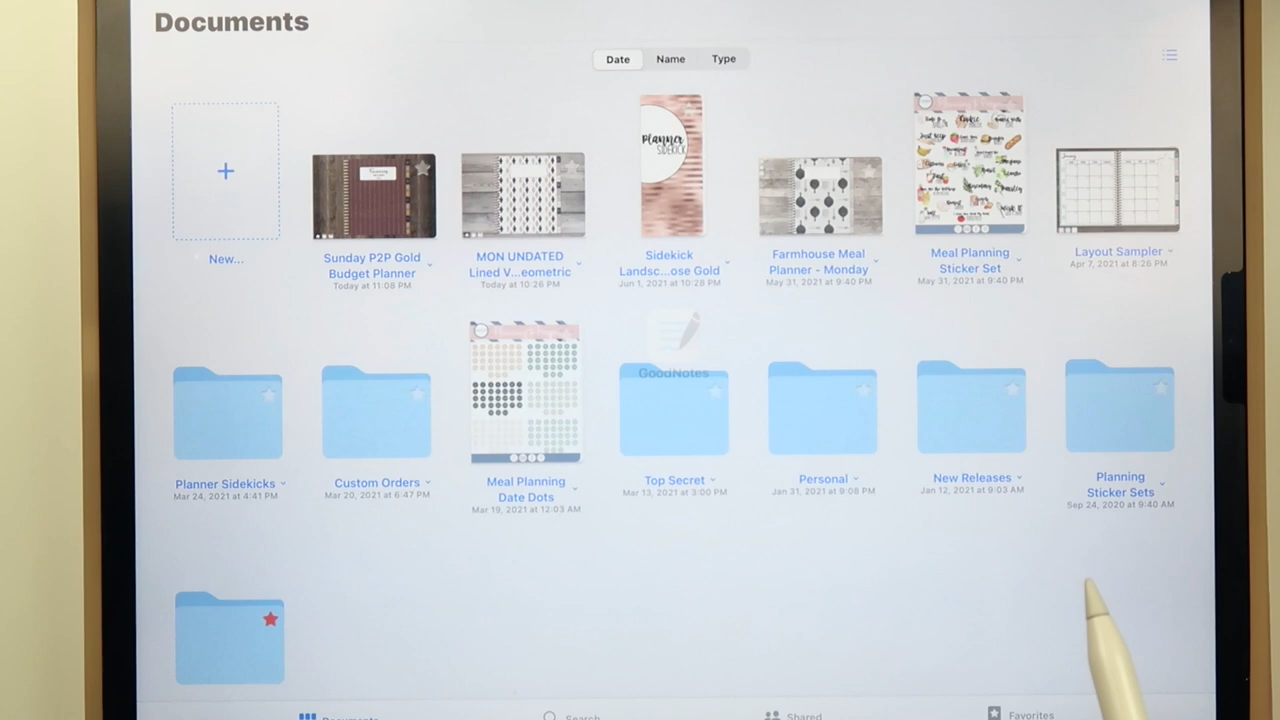 Documents
Date
Name
Type
New...
Sunday P2P Gold
Budget Planner
Today at 11:08 PM
MON UNDATED
Lined V...eometric
Today at 10:26 PM
Planner
SIDEKICK
Sidekick
Landsc...ose Gold
Jun 1, 2021 at 10:28 PM
Farmhouse Meal
Planner - Monday
May 31, 2021 at 9:40 PM
Meal Planning
Sticker Set
May 31, 2021 at 9:40 PM
Layout Sampler
Apr 7, 2021 at 8:26 PM
GoodNotes
Planner Sidekicks
Mar 24, 2021 at 4:41 PM
Custom Orders
Mar 20, 2021 at 6:47 PM
Meal Planning
Date Dots
Mar 19, 2021 at 12:03 AM
Top Secret
Mar 13, 2021 at 3:00 PM
Personal
Jan 31, 2021 at 9:08 PM
New Releases
Jan 12, 2021 at 9:03 AM
Planning
Sticker Sets
Sep 24, 2020 at 9:40 AM
Documents
Search
Shared
Favorites